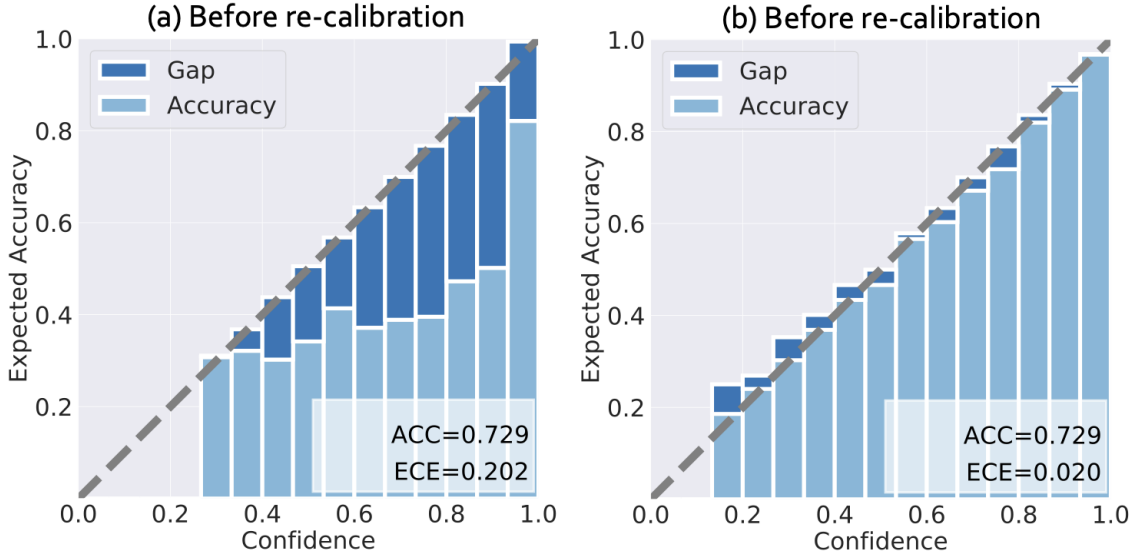 (a) Before re-calibration
Expected Accuracy
1.0
0.8
0.6
0.4
0.2
Gap
Accuracy
ACC=0.729
ECE=0.202
0.0 0.2 0.4 0.6 0.8 1.0
Confidence
(b) Before re-calibration
Expected Accuracy
1.0
0.8
0.6
0.4
0.2
Gap
Accuracy
ACC=0.729
ECE=0.020
0.0 0.2 0.4 0.6 0.8 1.0
Confidence